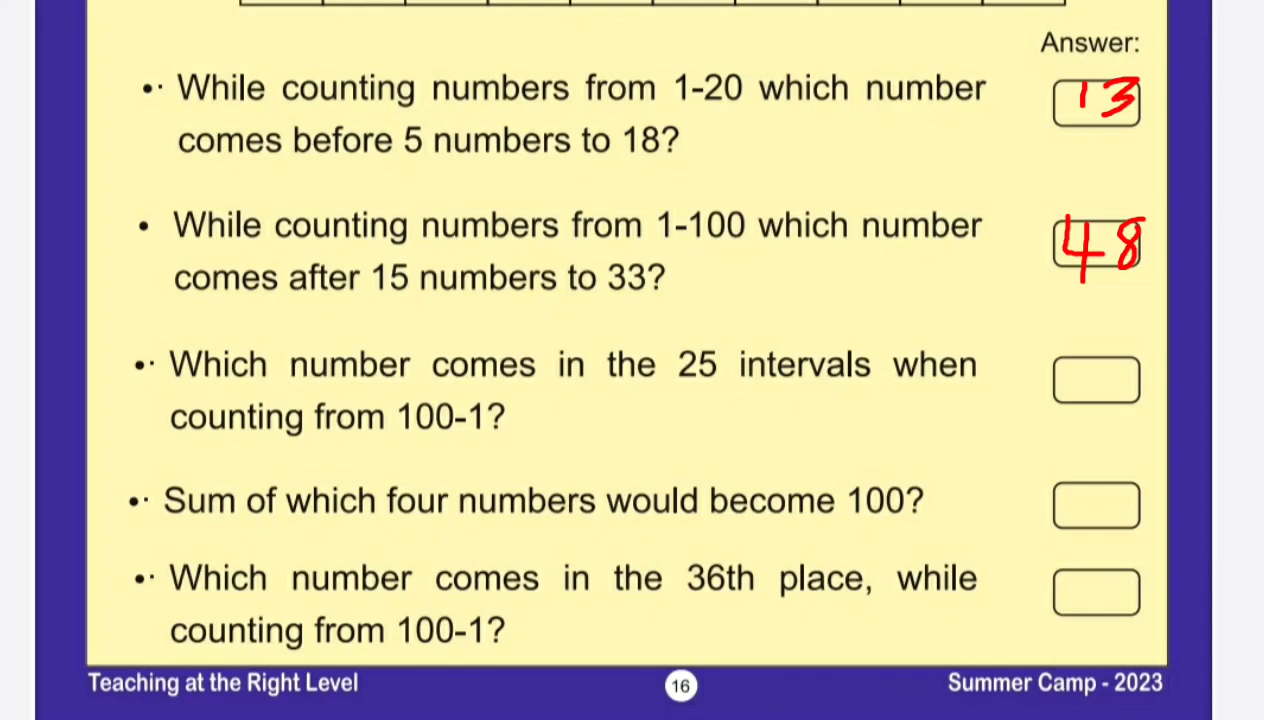 Answer:
•· While counting numbers from 1-20 which number
13
comes before 5 numbers to 18?
• While counting numbers from 1-100 which number
48
comes after 15 numbers to 33?
•· Which number comes in the 25 intervals when
counting from 100-1?
•· Sum of which four numbers would become 100?
•· Which number comes in the 36th place, while
counting from 100-1?
Teaching at the Right Level 16 Summer Camp - 2023